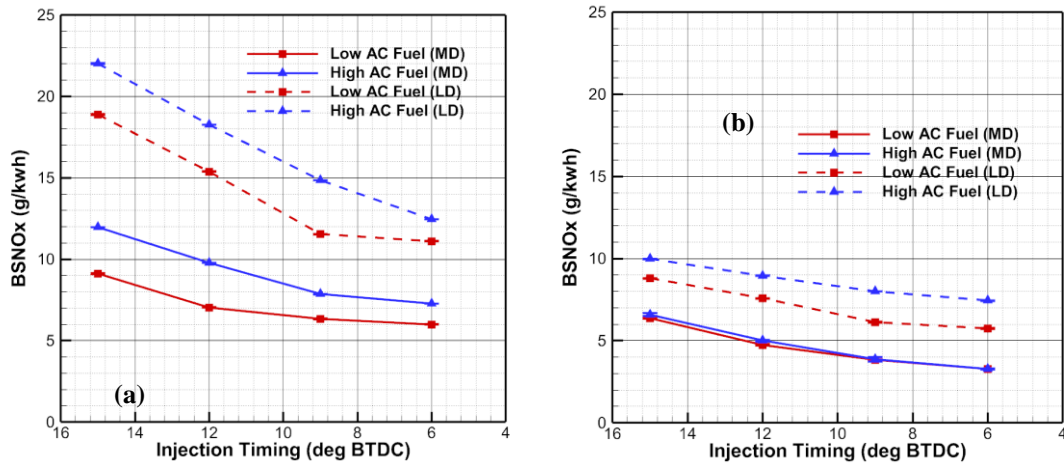 25
20
15
10
5
0
BSNOx (g/kwh)
Low AC Fuel (MD)
High AC Fuel (MD)
Low AC Fuel (LD)
High AC Fuel (LD)
(a)
16 14 12 10 8 6 4
Injection Timing (deg BTDC)
25
20
15
10
5
0
BSNOx (g/kwh)
(b)
Low AC Fuel (MD)
High AC Fuel (MD)
Low AC Fuel (LD)
High AC Fuel (LD)
16 14 12 10 8 6 4
Injection Timing (deg BTDC)